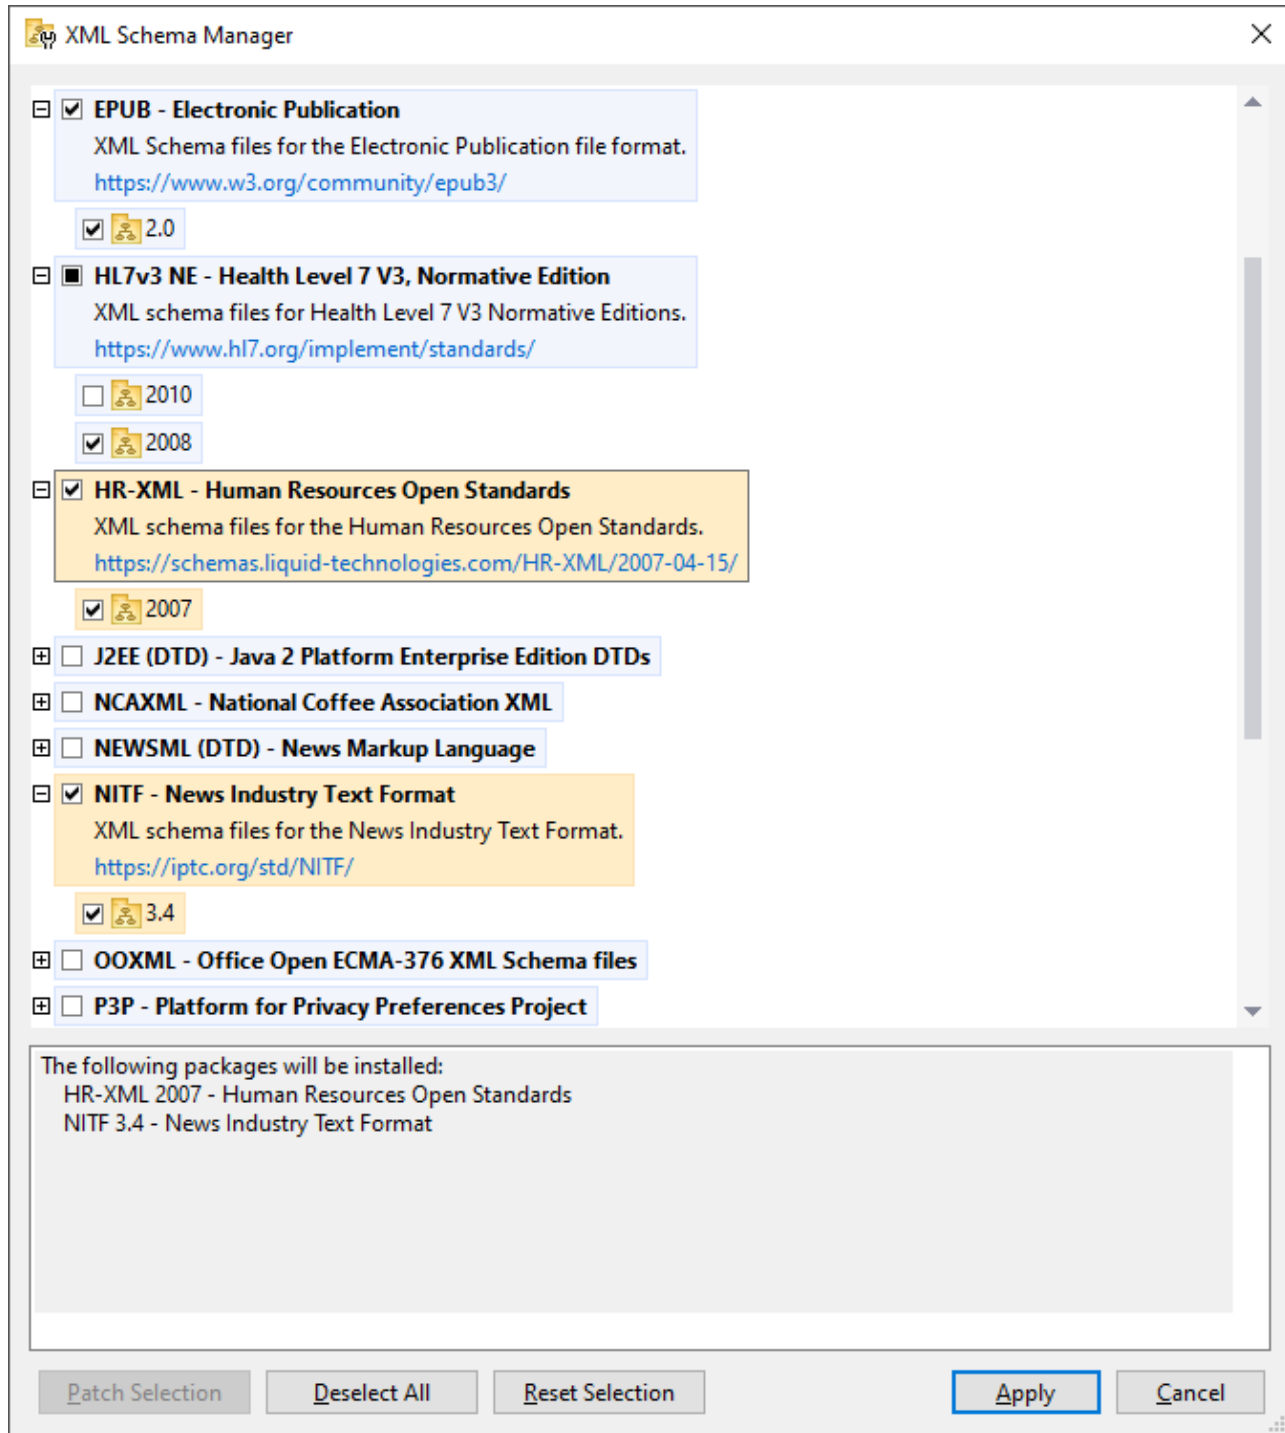 XML Schema Manager
EPUB - Electronic Publication
XML Schema files for the Electronic Publication file format.
https://www.w3.org/community/epub3/
2.0
HL7v3 NE - Health Level 7 V3, Normative Edition
XML schema files for Health Level 7 V3 Normative Editions.
https://www.hl7.org/implement/standards/
2010
2008
HR-XML - Human Resources Open Standards
XML schema files for the Human Resources Open Standards.
https://schemas.liquid-technologies.com/HR-XML/2007-04-15/
2007
J2EE (DTD) - Java 2 Platform Enterprise Edition DTDs
NCAXML - National Coffee Association XML
NEWSML (DTD) - News Markup Language
NITF - News Industry Text Format
XML schema files for the News Industry Text Format.
https://iptc.org/std/NITF/
3.4
OOXML - Office Open ECMA-376 XML Schema files
P3P - Platform for Privacy Preferences Project
The following packages will be installed:
HR-XML 2007 - Human Resources Open Standards
NITF 3.4 - News Industry Text Format
Patch Selection Deselect All Reset Selection Apply Cancel